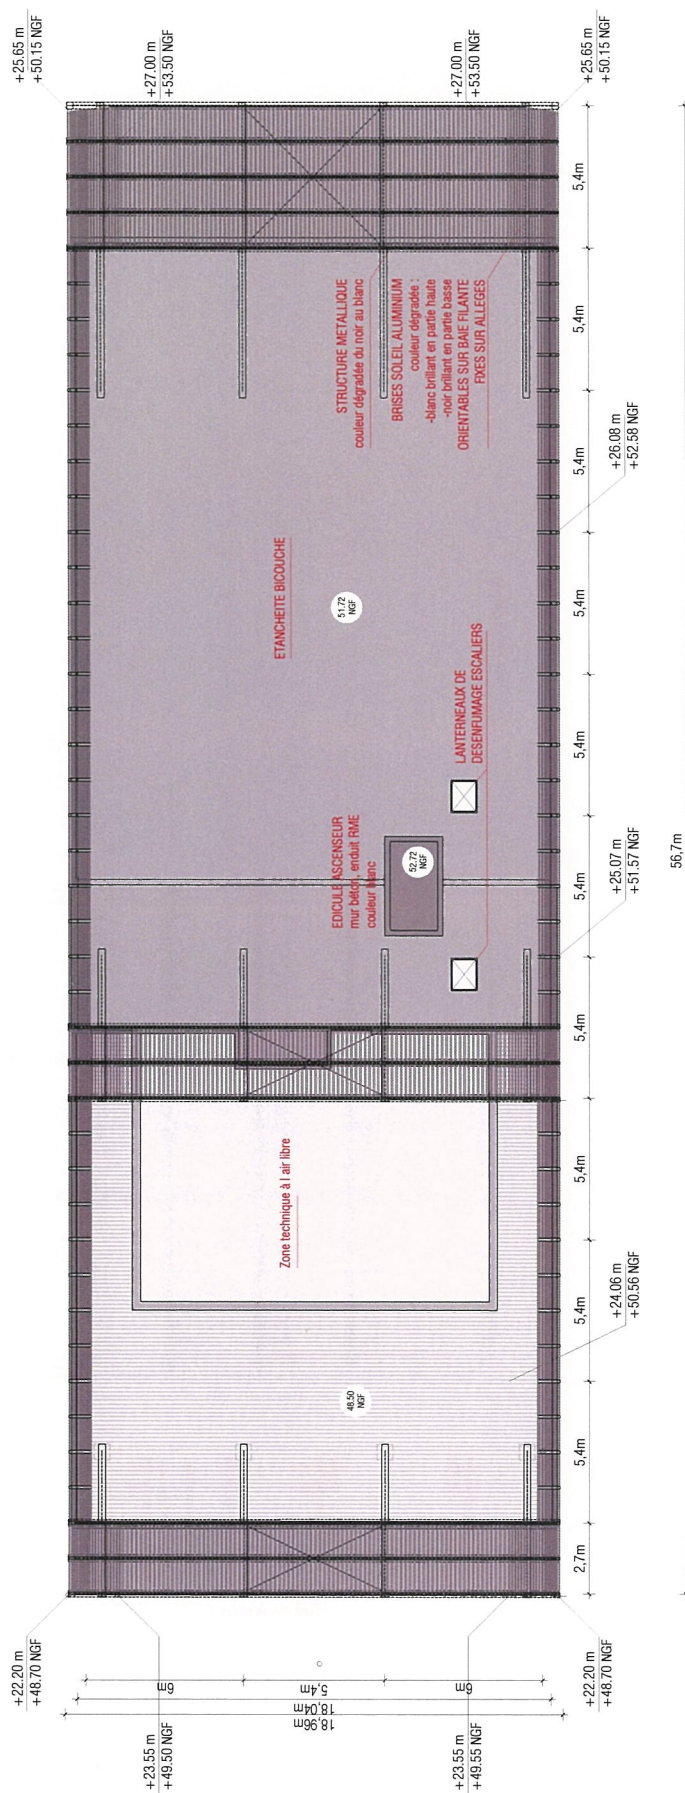 +25.65 m
+50.15 NGF
+27.00 m
+53.50 NGF
+27.00 m
+53.50 NGF
+25.65 m
+50.15 NGF
STRUCTURE METALLIQUE
couleur dégradée du noir au blanc
BRISES SOLEIL ALUMINIUM
couleur dégradée :
-blanc brillant en partie haute
-noir brillant en partie basse
ORIENTABLES SUR BAIE FILANTE
FIXES SUR ALLEGES
ETANCHEITE BICOUCHE
51.72
NGF
LANTERNEAUX DE
DESENFUMAGE ESCALIERS
EDICULE ASCENSEUR
mur béton, enduit RME
couleur blanc
52.72
NGF
Zone technique à l air libre
48.50
NGF
5,4m
5,4m
5,4m
5,4m
5,4m
5,4m
5,4m
5,4m
5,4m
5,4m
2,7m
+26.08 m
+52.58 NGF
+25.07 m
+51.57 NGF
+24.06 m
+50.56 NGF
56,7m
+22.20 m
+48.70 NGF
+23.55 m
+49.50 NGF
6m
5,4m
6m
18,04m
18,96m
+23.55 m
+49.55 NGF
+22.20 m
+48.70 NGF